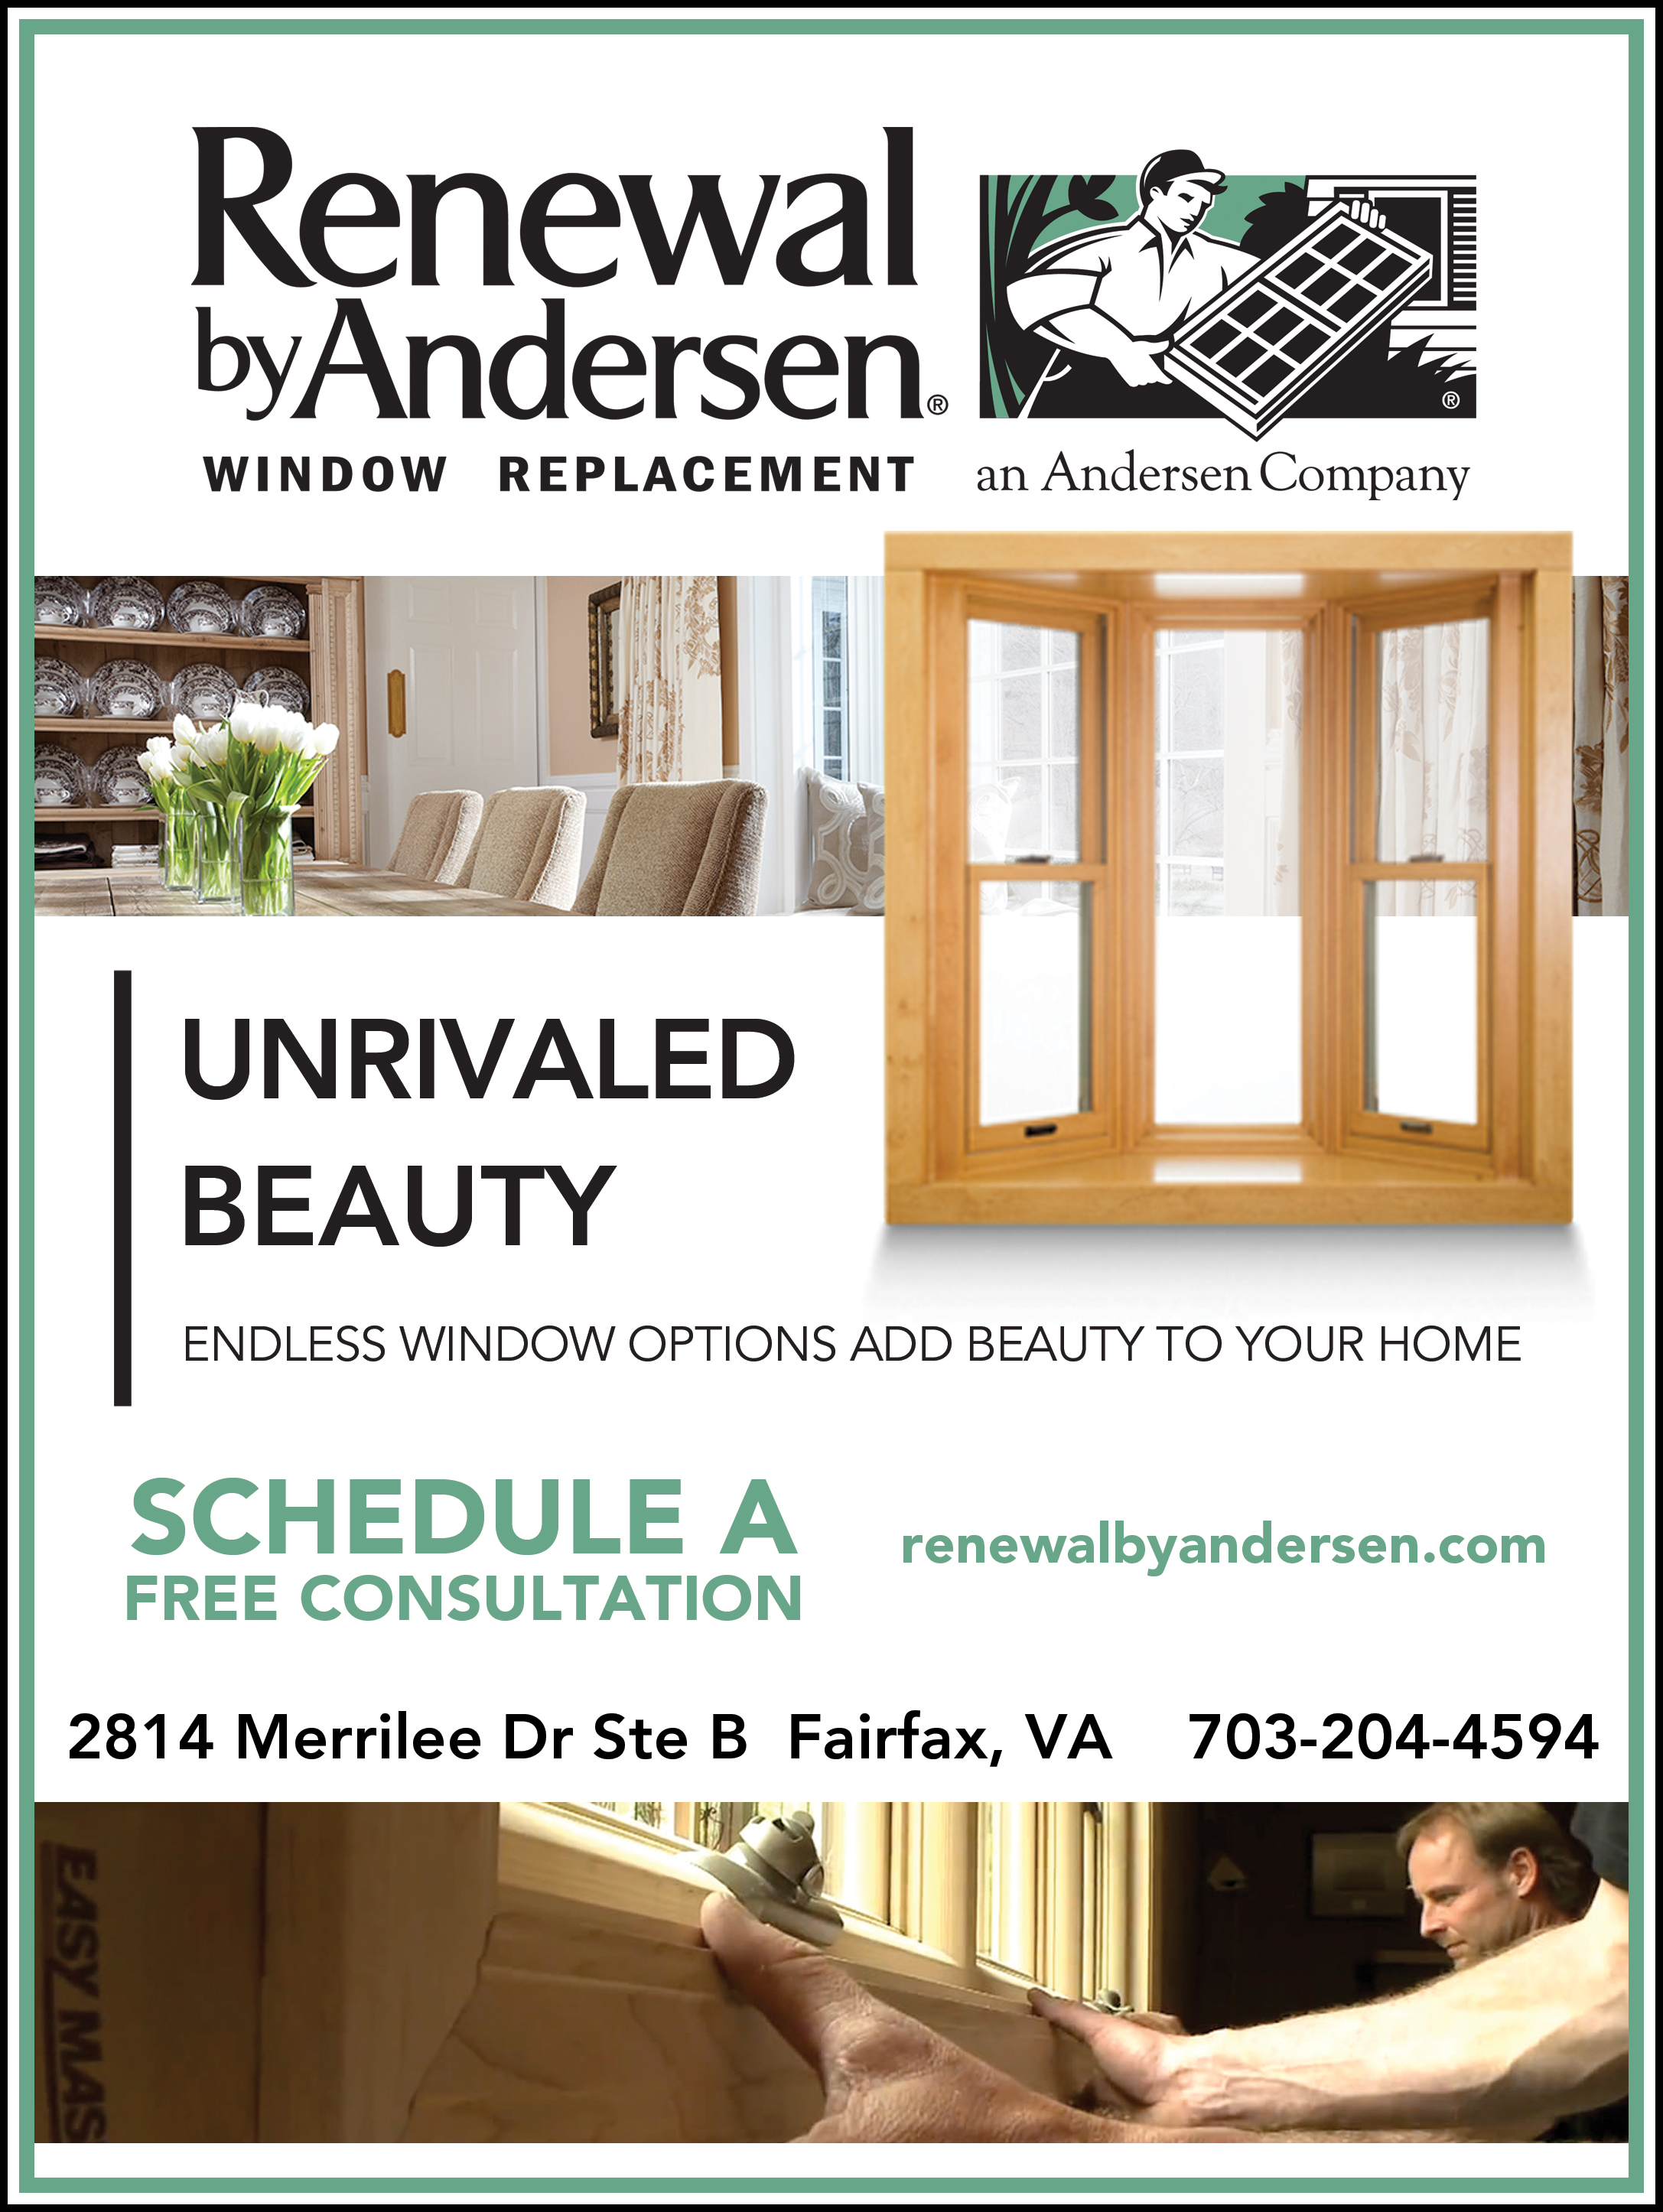 Renewal
by Andersen®
WINDOW REPLACEMENT
®
an Andersen Company
UNRIVALED
BEAUTY
ENDLESS WINDOW OPTIONS ADD BEAUTY TO YOUR HOME
SCHEDULE A
FREE CONSULTATION
renewalbyandersen.com
2814 Merrilee Dr Ste B Fairfax, VA 703-204-4594
EASY MAS